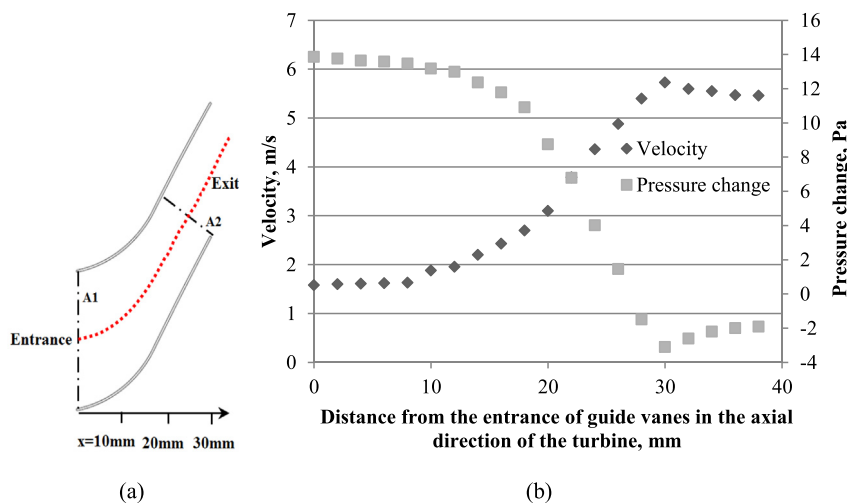 A1
A2
Exit
Entrance
x=10mm
20mm
30mm
(a)
7
6
5
4
3
2
1
0
Velocity, m/s
16
14
12
10
8
6
4
2
0
-2
-4
Pressure change, Pa
Velocity
Pressure change
0
10
20
30
40
Distance from the entrance of guide vanes in the axial
direction of the turbine, mm
(b)